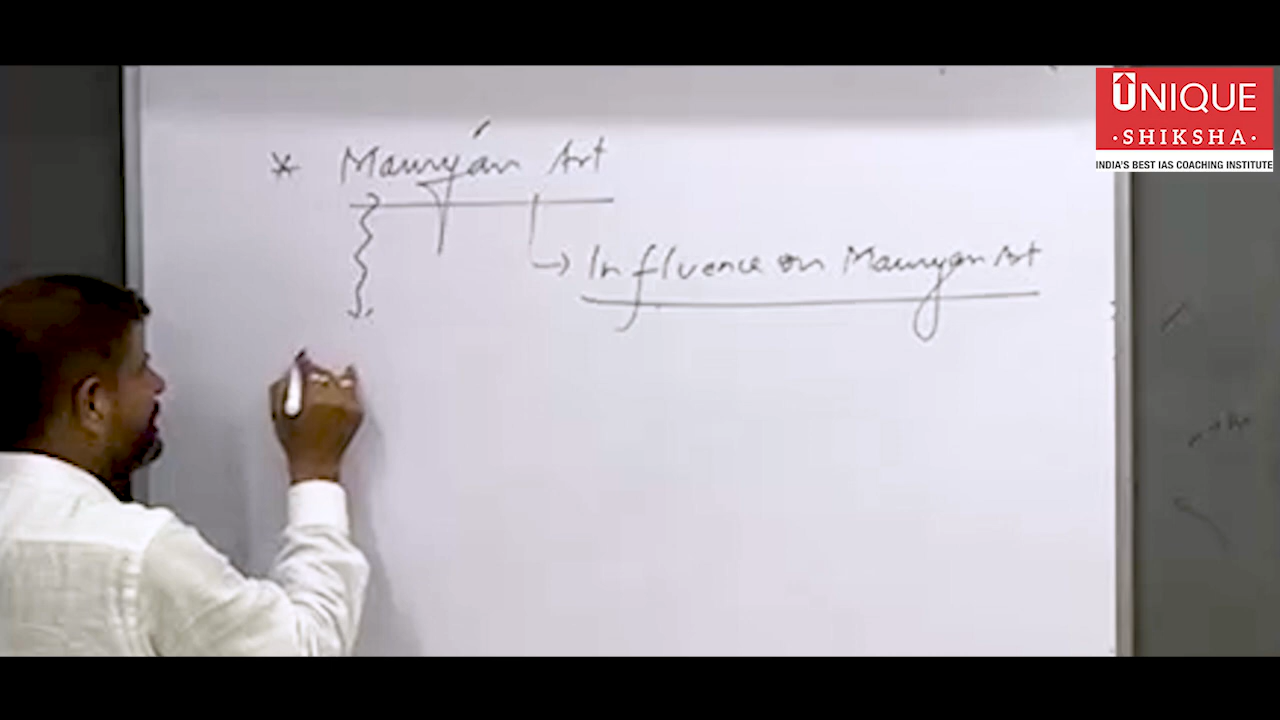 * Mauryan Art
Influence on Mauryan Art
UNIQUE
· SHIKSHA ·
INDIA'S BEST IAS COACHING INSTITUTE